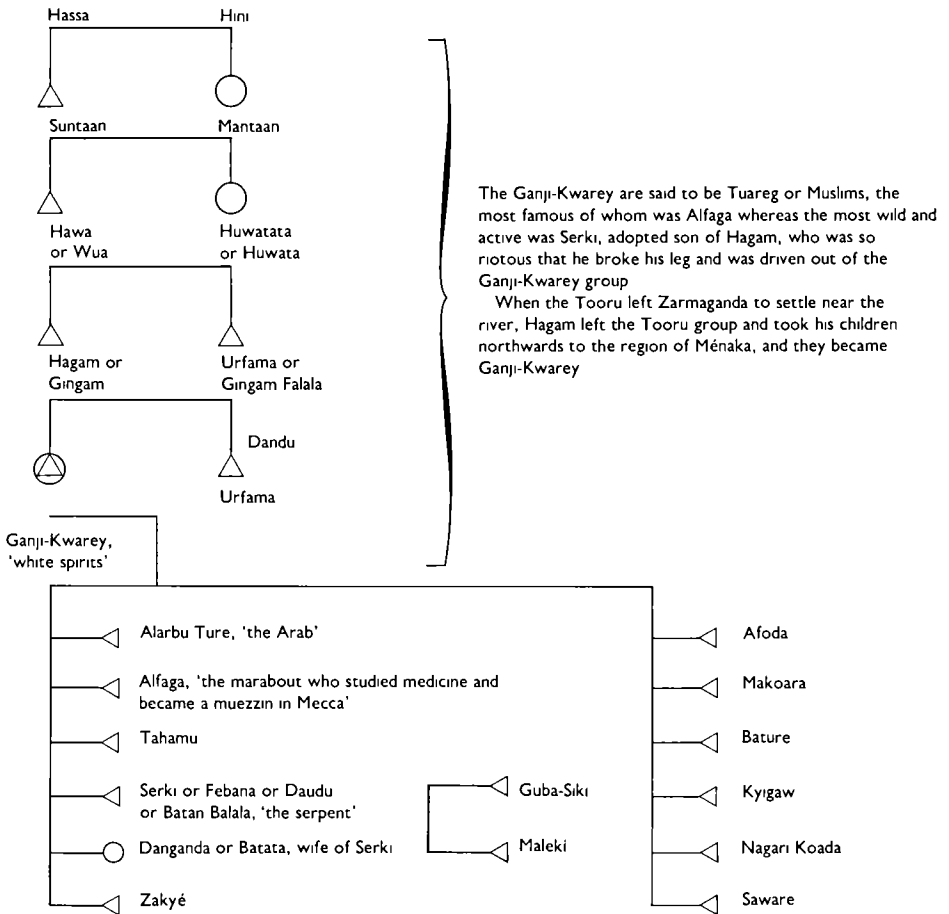 Hassa Hini
Suntaan Mantaan
Hawa Huwatata
or Wua or Huwata
Hagam or Urfama or
Gingam Gingam Falala
Dandu
Urfama
The Ganji-Kwarey are said to be Tuareg or Muslims, the
most famous of whom was Alfaga whereas the most wild and
active was Serki, adopted son of Hagam, who was so
riotous that he broke his leg and was driven out of the
Ganji-Kwarey group
When the Tooru left Zarmaganda to settle near the
river, Hagam left the Tooru group and took his children
northwards to the region of Ménaka, and they became
Ganji-Kwarey
Ganji-Kwarey,
'white spirits'
Alarbu Ture, 'the Arab'
Alfaga, 'the marabout who studied medicine and
became a muezzin in Mecca'
Tahamu
Serki or Febana or Daudu
or Batan Balala, 'the serpent'
Danganda or Batata, wife of Serki
Zakyé
Guba-Siki
Maleki
Afoda
Makoara
Bature
Kyigaw
Nagari Koada
Saware